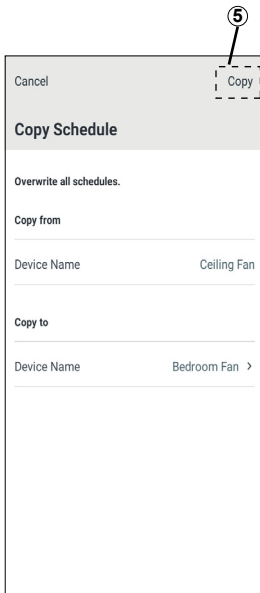 ⑤
Cancel Copy
Copy Schedule
Overwrite all schedules.
Copy from
Device Name Ceiling Fan
Copy to
Device Name Bedroom Fan >